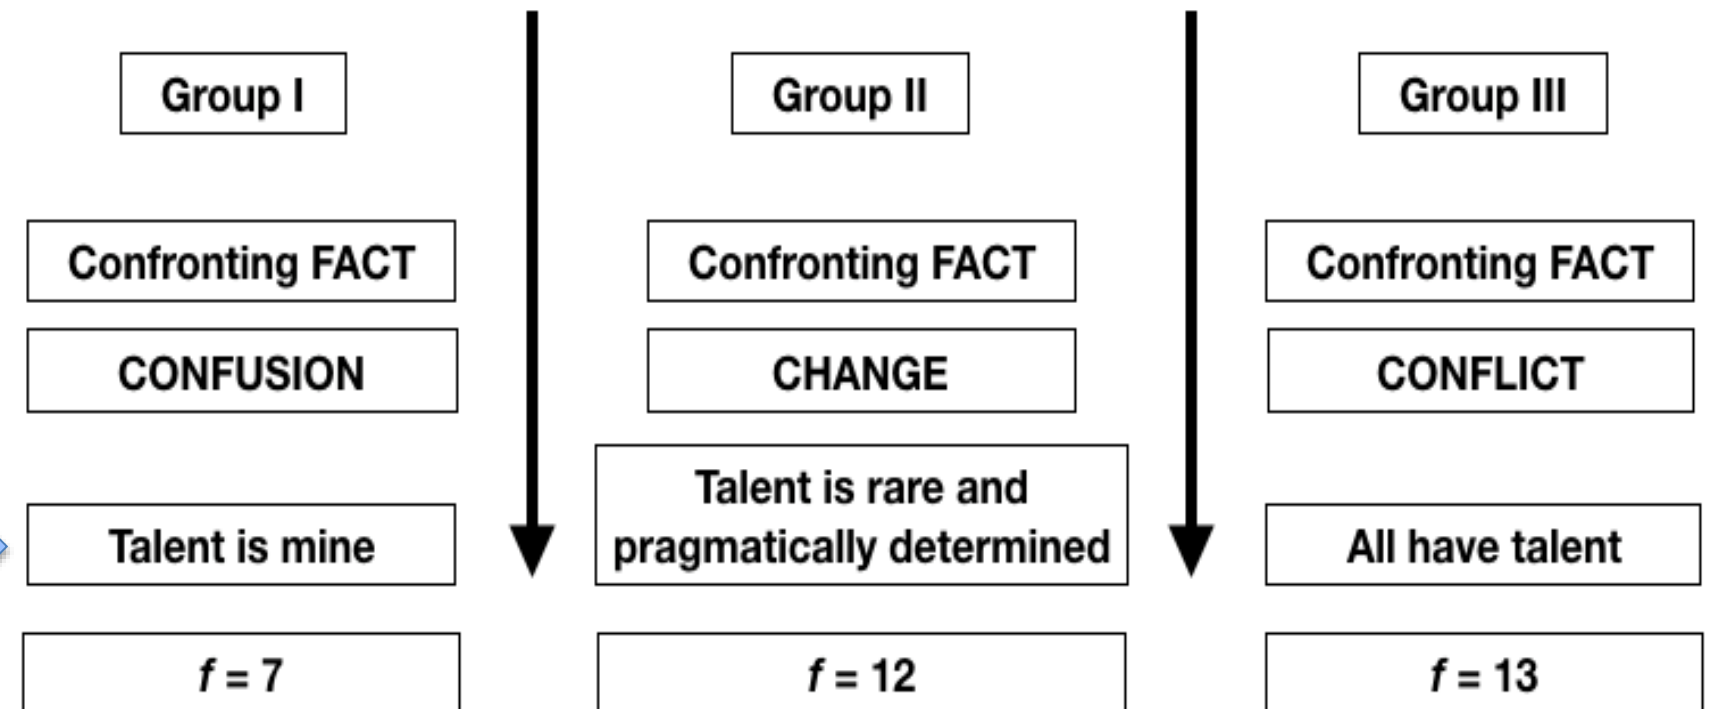 Group I
Group II
Group III
Confronting FACT
Confronting FACT
Confronting FACT
CONFUSION
CHANGE
CONFLICT
Talent is mine
Talent is rare and
pragmatically determined
All have talent
f = 7
f = 12
f = 13